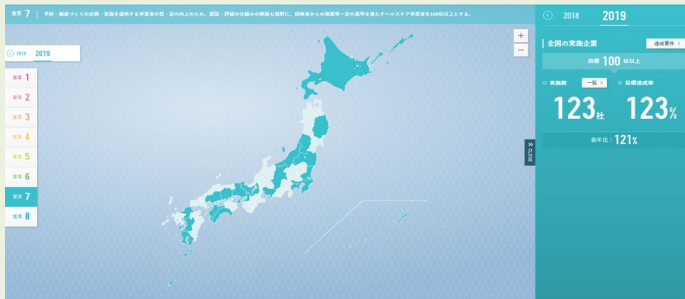 宣言 7 予防・健康づくりの企画・実施を提供する事業者の質・量の向上のため、認証・評価の仕組みの構築も視野に、保険者からの推薦等一定の基準を満たすヘルスケア事業者を100社以上とする。
2018 2019
宣言 1
宣言 2
宣言 3
宣言 4
宣言 5
宣言 6
宣言 7
宣言 8
+
−
CLOSE
2018 2019
全国の実施企業
達成要件 >
目標 100 社以上
実施数 一覧 > 目標達成率
123社 123%
前年比：121%